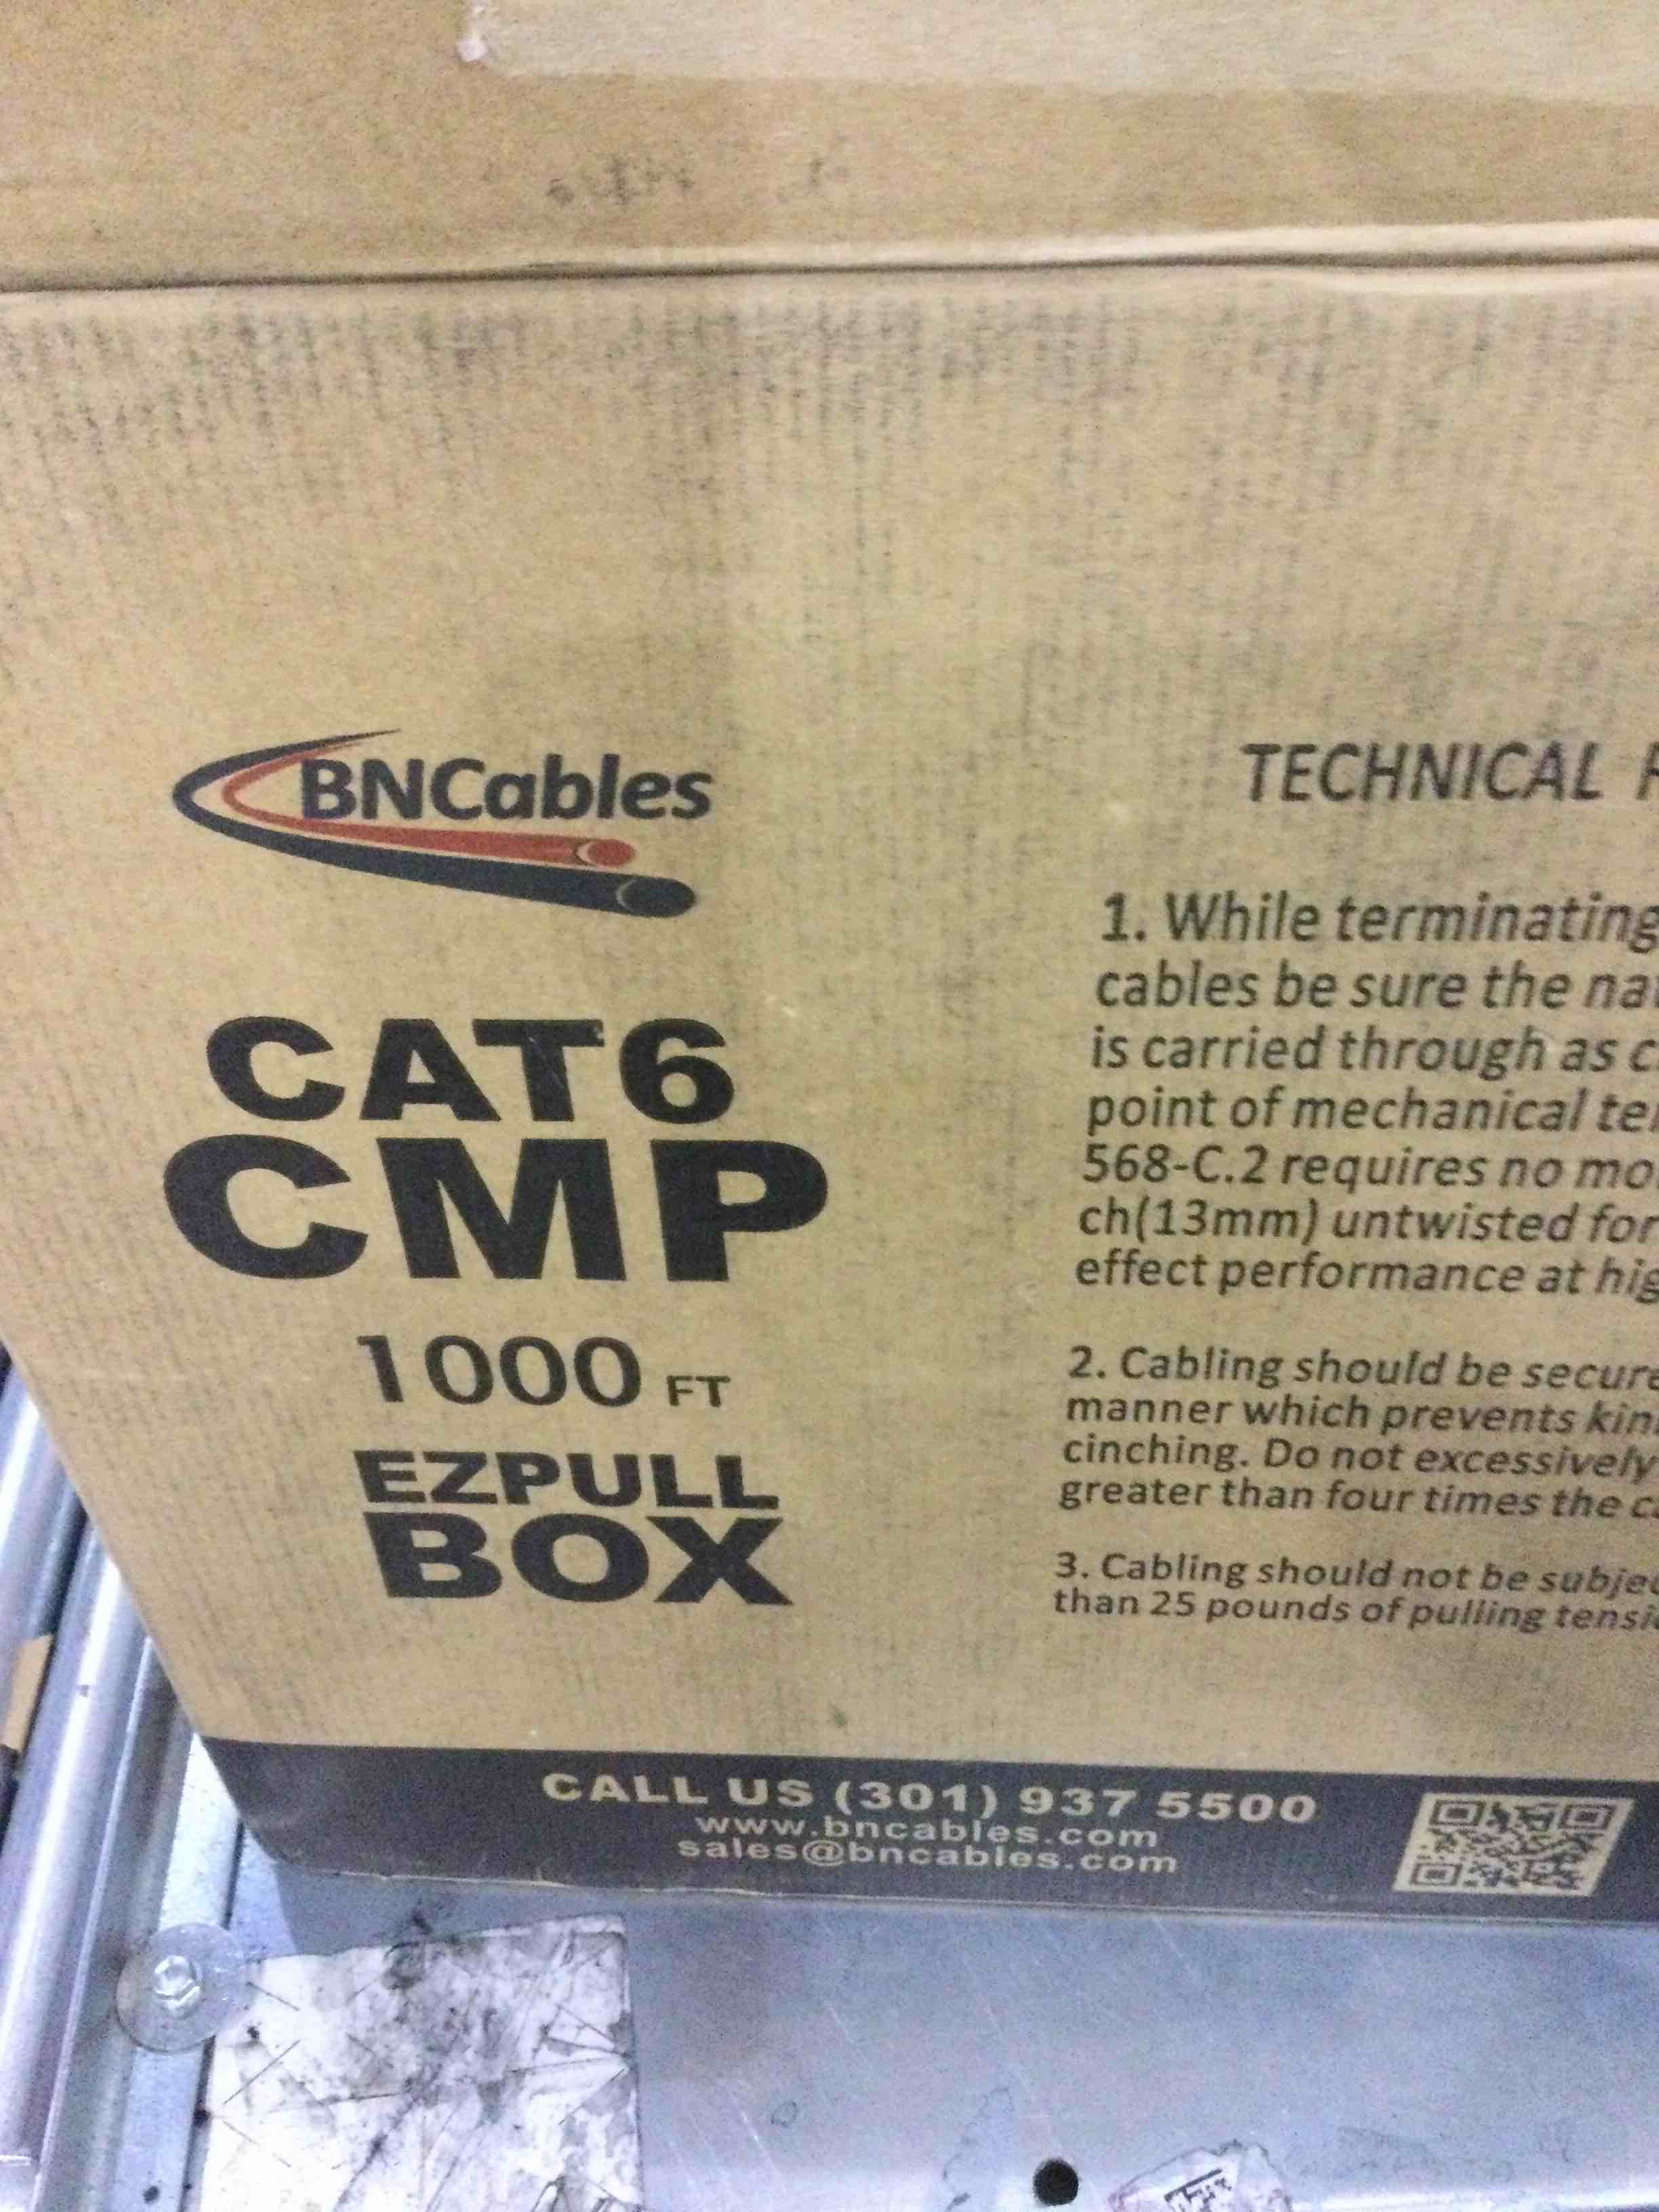 BNCables
CAT6
CMP
1000 FT
EZPULL
BOX
TECHNICAL
1. While terminating
cables be sure the
is carried through as
point of mechanical
568-C.2 requires no
ch(13mm) untwisted for
effect performance at
2. Cabling should be
manner which prevents
cinching. Do not excessively
greater than four times the
3. Cabling should not be
than 25 pounds of pulling
CALL US (301) 937 5500
www.bncables.com
sales@bncables.com